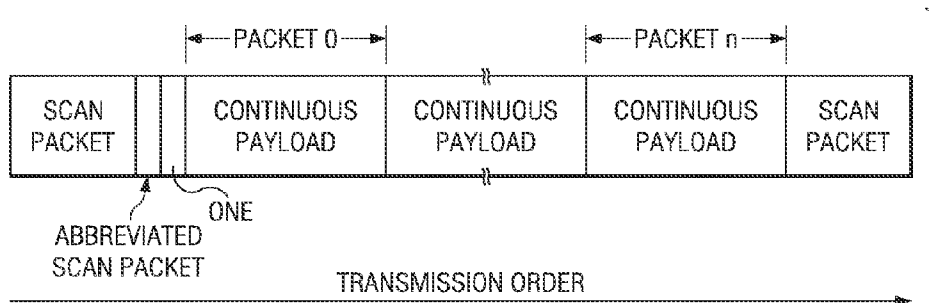 PACKET 0
PACKET n
SCAN
PACKET
CONTINUOUS
PAYLOAD
CONTINUOUS
PAYLOAD
CONTINUOUS
PAYLOAD
SCAN
PACKET
ONE
ABBREVIATED
SCAN PACKET
TRANSMISSION ORDER